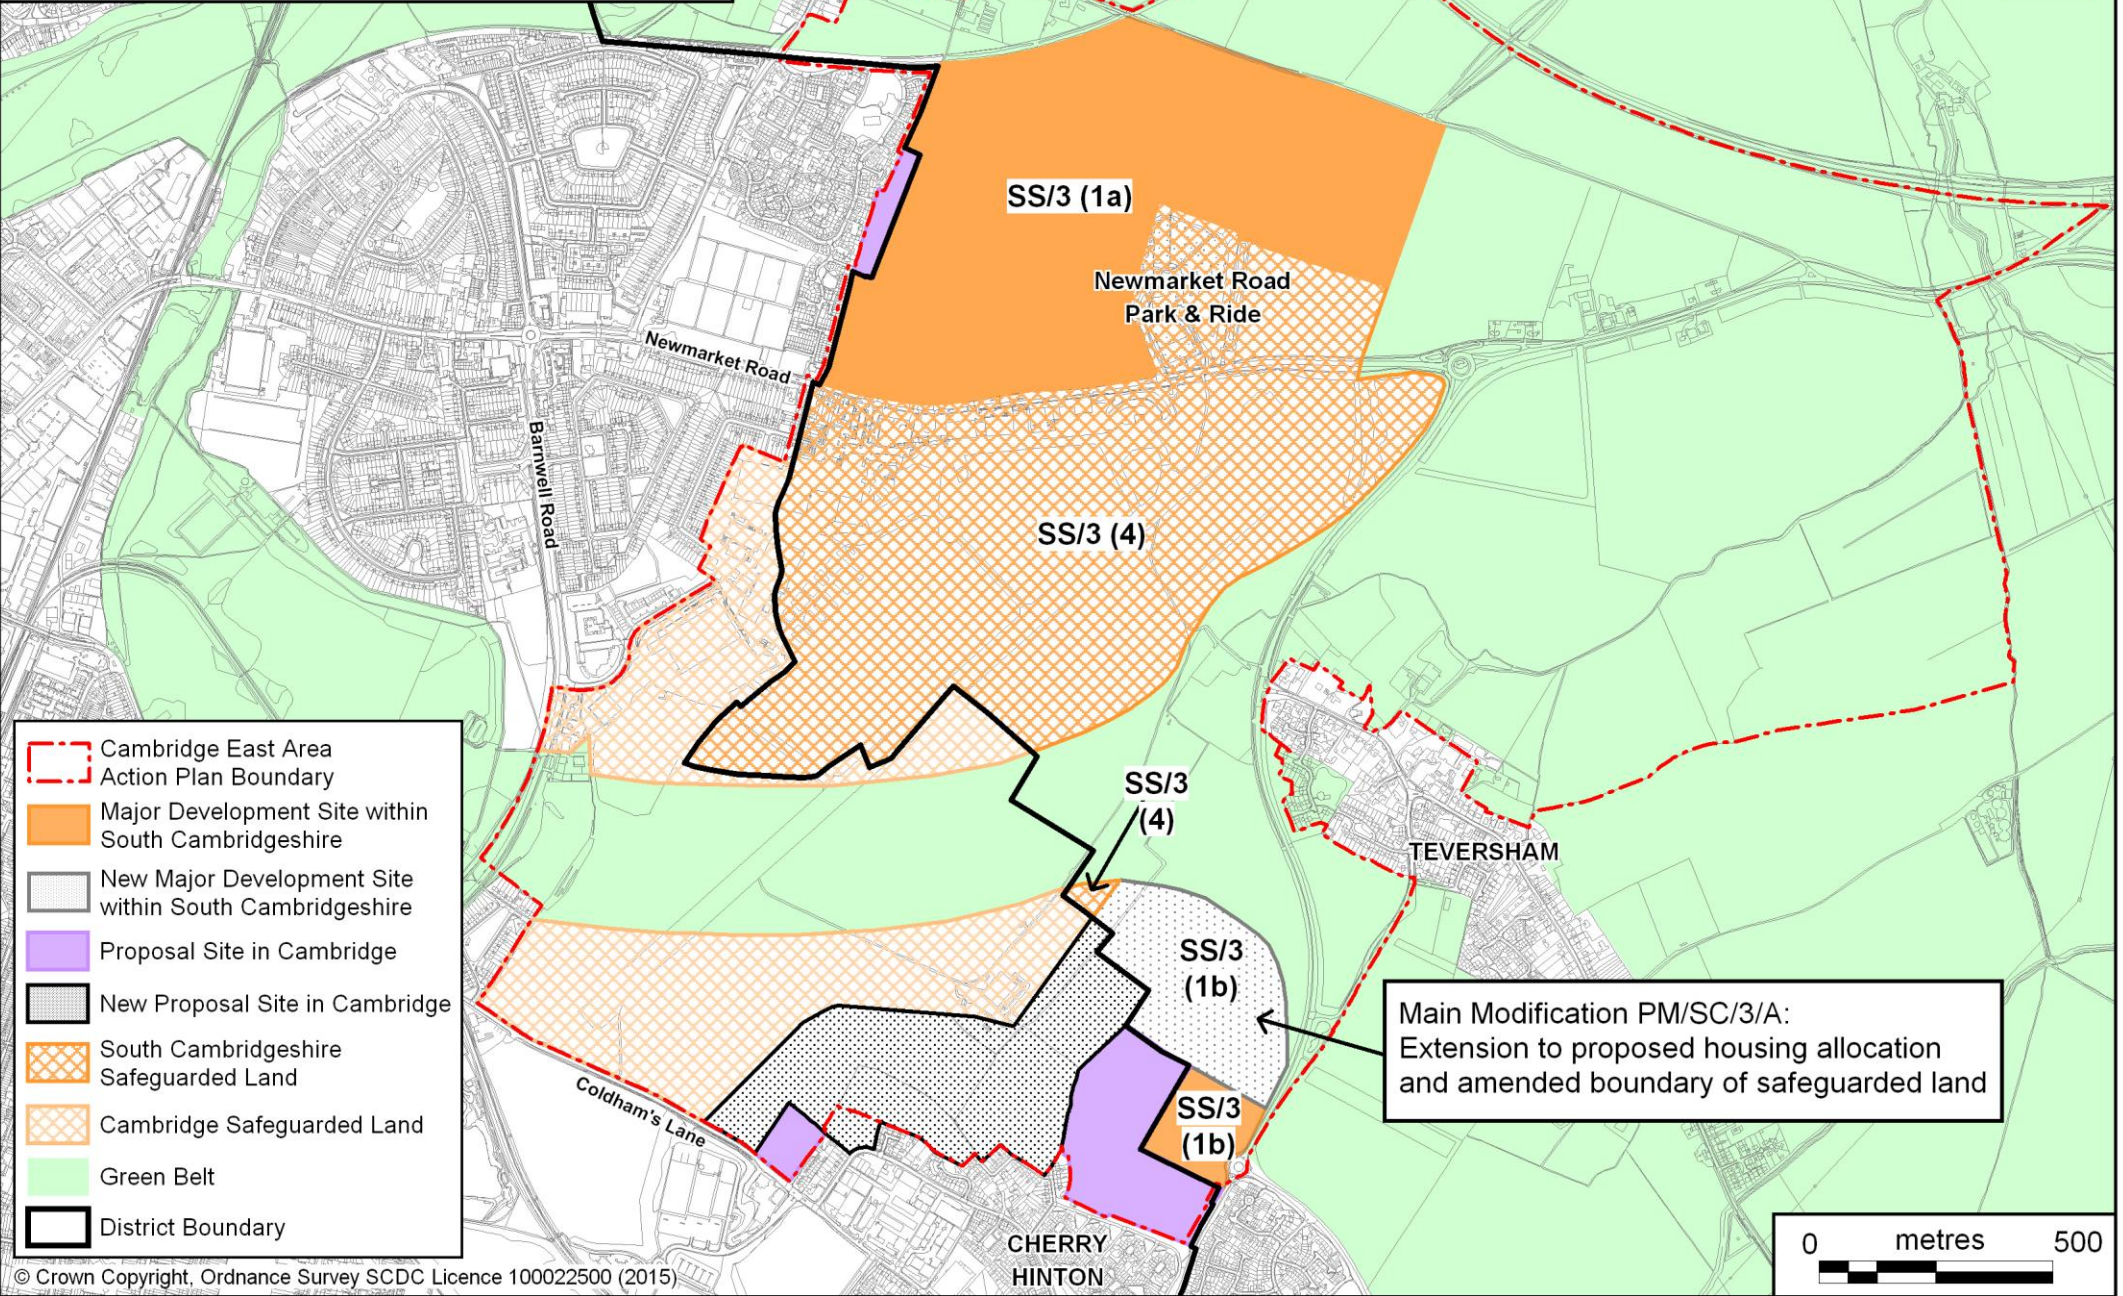 SS/3 (1a)
Newmarket Road
Park & Ride
Newmarket Road
Barnwell Road
SS/3 (4)
SS/3
(4)
TEVERSHAM
SS/3
(1b)
Main Modification PM/SC/3/A:
Extension to proposed housing allocation
and amended boundary of safeguarded land
SS/3
(1b)
Coldham's Lane
CHERRY
HINTON
Cambridge East Area
Action Plan Boundary
Major Development Site within
South Cambridgeshire
New Major Development Site
within South Cambridgeshire
Proposal Site in Cambridge
New Proposal Site in Cambridge
South Cambridgeshire
Safeguarded Land
Cambridge Safeguarded Land
Green Belt
District Boundary
© Crown Copyright, Ordnance Survey SCDC Licence 100022500 (2015)
0 metres 500